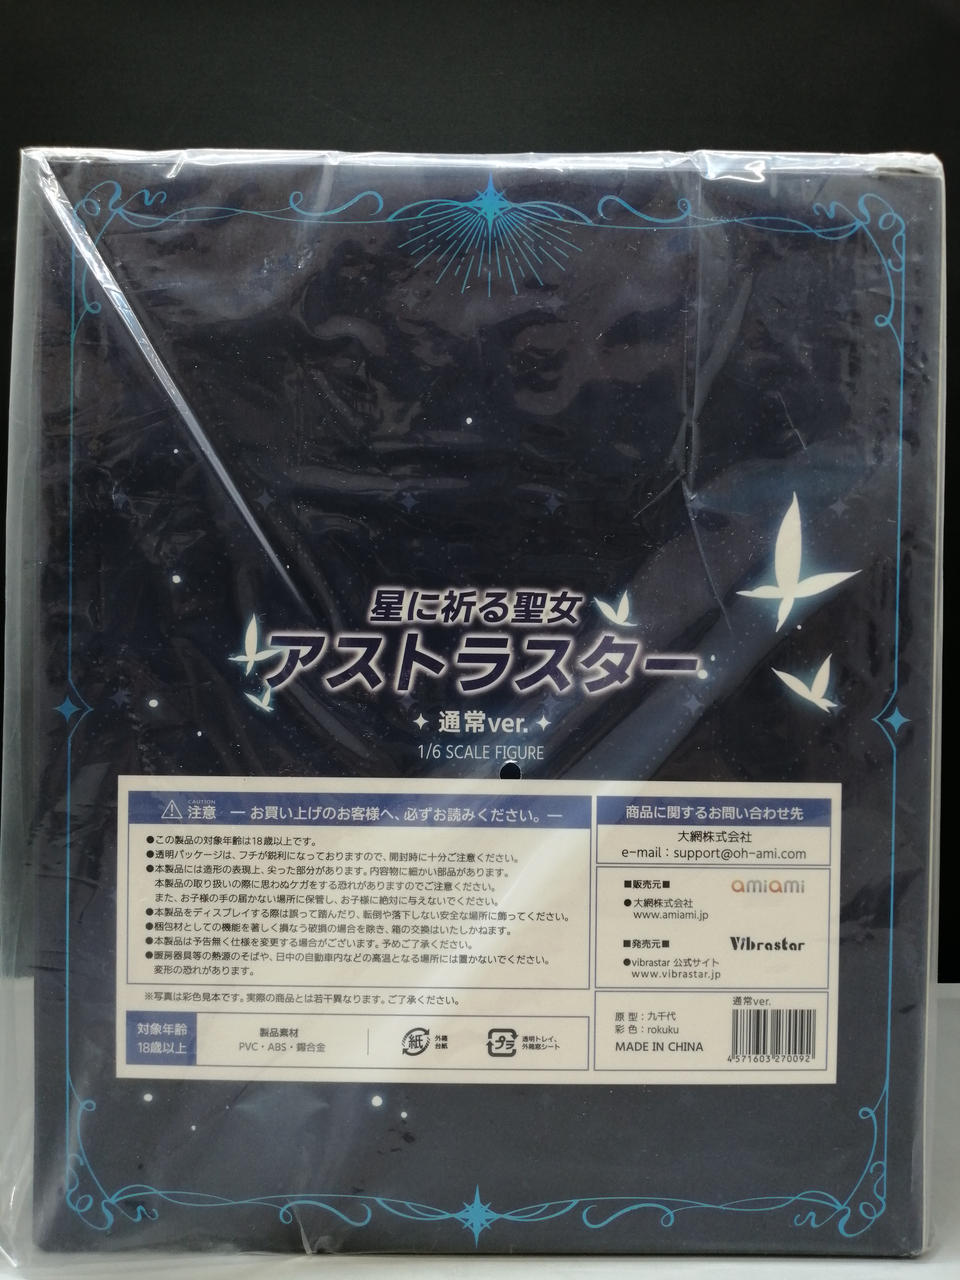 星に祈る聖女
アストラスター
通常ver.
1/6 SCALE FIGURE
CAUTION
注意 ― お買い上げのお客様へ、必ずお読みください。―
●この製品の対象年齢は18歳以上です。
●透明パッケージは、フチが鋭利になっておりますので、開封時に十分ご注意ください。
●本製品には造形の表現上、尖った部分があります。内容物に細かい部品があります。
本製品の取り扱いの際に思わぬケガをする恐れがありますのでご注意ください。
また、お子様の手の届かない場所に保管し、お子様に絶対に与えないでください。
●本製品をディスプレイする際は誤って踏んだり、転倒や落下しない安全な場所に飾ってください。
●梱包材としての機能を著しく損なう破損の場合を除き、箱の交換はいたしかねます。
●本製品は予告無く仕様を変更する場合がございます。予めご了承ください。
●暖房器具等の熱源のそばや、日中の自動車内などの高温となる場所には置かないでください。
変形の恐れがあります。
※写真は彩色見本です。実際の商品とは若干異なります。ご了承ください。
対象年齢
18歳以上
製品素材
PVC・ABS・錫合金
紙
外箱
台紙
プラ
透明トレイ、
外箱窓シート
商品に関するお問い合わせ先
大網株式会社
e-mail：support@oh-ami.com
■販売元■
amiami
●大網株式会社
www.amiami.jp
■発売元■
Vibrastar
●vibrastar 公式サイト
www.vibrastar.jp
通常ver.
原 型：九千代
彩 色：rokuku
MADE IN CHINA
4 571603 270092